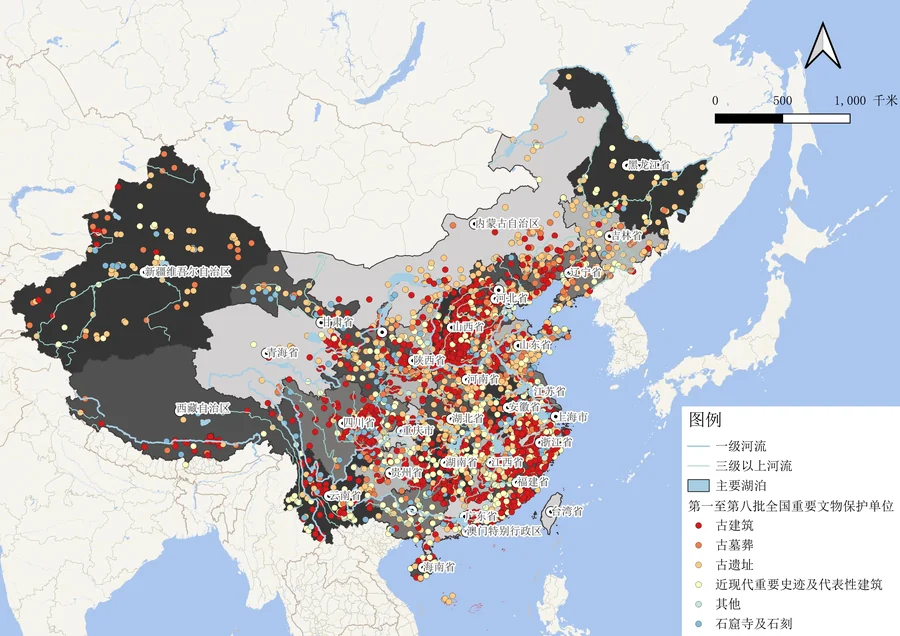 0 500 1,000 千米
黑龙江省
内蒙古自治区
吉林省
新疆维吾尔自治区
辽宁省
河北省
甘肃省
山西省
山东省
青海省
陕西省
河南省
江苏省
西藏自治区
安徽省
上海市
四川省
湖北省
重庆市
浙江省
湖南省
江西省
贵州省
福建省
云南省
台湾省
广东省
澳门特别行政区
海南省
图例
一级河流
三级以上河流
主要湖泊
第一至第八批全国重要文物保护单位
古建筑
古墓葬
古遗址
近现代重要史迹及代表性建筑
其他
石窟寺及石刻